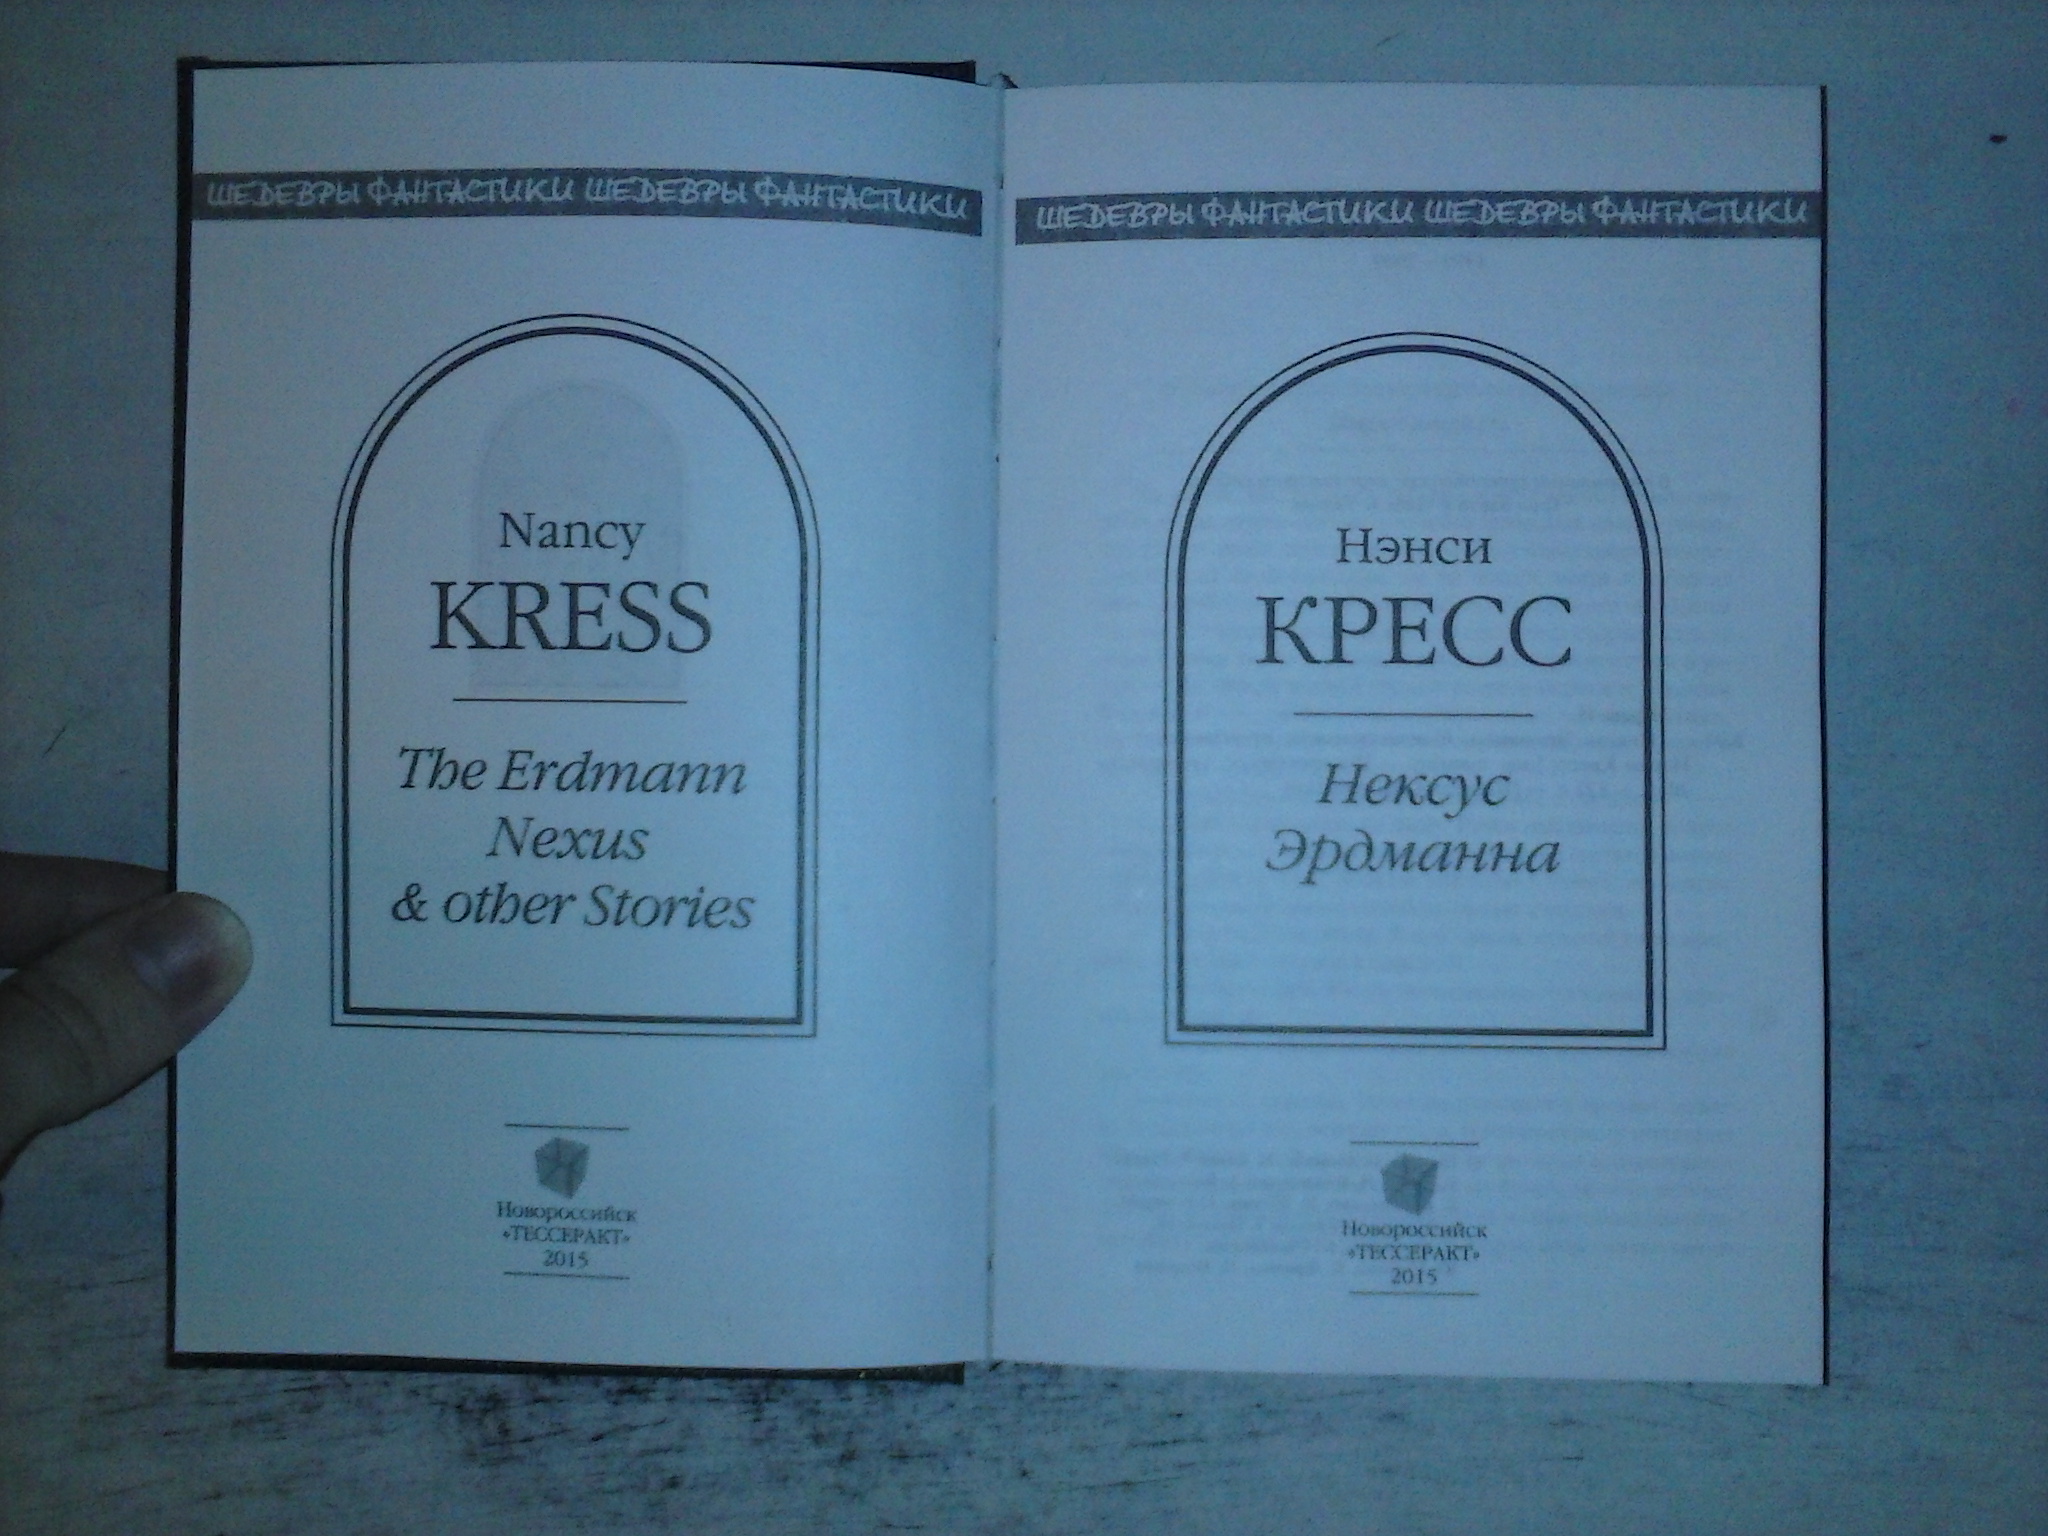 ШЕДЕВРЫ ФАНТАСТИКИ ШЕДЕВРЫ ФАНТАСТИКИ
Nancy
KRESS
The Erdmann
Nexus
& other Stories
Новороссийск
«ТЕССЕРАКТ»
2015
ШЕДЕВРЫ ФАНТАСТИКИ ШЕДЕВРЫ ФАНТАСТИКИ
Нэнси
КРЕСС
Нексус
Эрдманна
Новороссийск
«ТЕССЕРАКТ»
2015